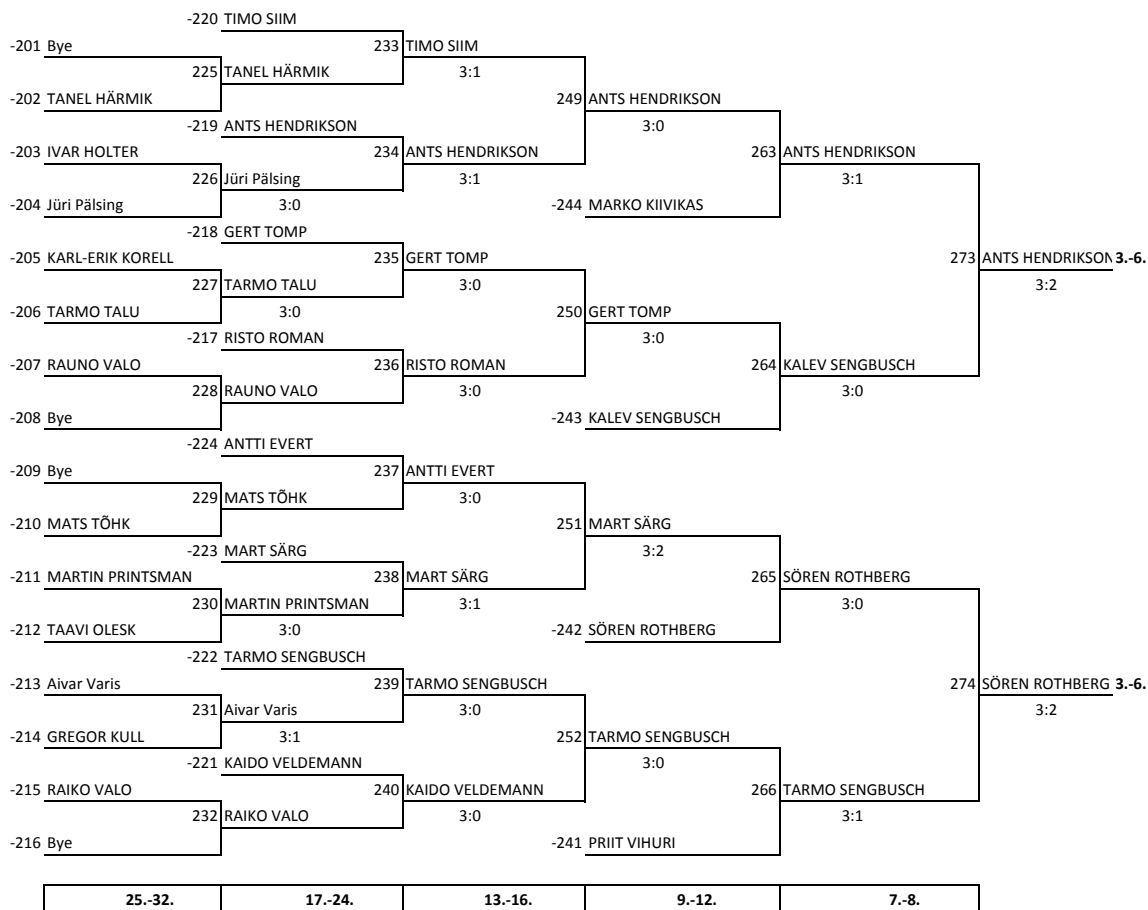 -220 TIMO SIIM
-201 Bye 233 TIMO SIIM
225 TANEL HÄRMIK 3:1
-202 TANEL HÄRMIK 249 ANTS HENDRIKSON
-219 ANTS HENDRIKSON 3:0
-203 IVAR HOLTER 234 ANTS HENDRIKSON 263 ANTS HENDRIKSON
226 Jüri Pälsing 3:1 3:1
-204 Jüri Pälsing 3:0 -244 MARKO KIIVIKAS
-218 GERT TOMP
-205 KARL-ERIK KORELL 235 GERT TOMP 273 ANTS HENDRIKSON 3.-6.
227 TARMO TALU 3:0 3:2
-206 TARMO TALU 3:0 250 GERT TOMP
-217 RISTO ROMAN 3:0
-207 RAUNO VALO 236 RISTO ROMAN 264 KALEV SENGBUSCH
228 RAUNO VALO 3:0 3:0
-208 Bye -243 KALEV SENGBUSCH
-224 ANTTI EVERT
-209 Bye 237 ANTTI EVERT
229 MATS TÕHK 3:0
-210 MATS TÕHK 251 MART SÄRG
-223 MART SÄRG 3:2
-211 MARTIN PRINTSMAN 238 MART SÄRG 265 SÖREN ROTHBERG
230 MARTIN PRINTSMAN 3:1 3:0
-212 TAAVI OLESK 3:0 -242 SÖREN ROTHBERG
-222 TARMO SENGBUSCH
-213 Aivar Varis 239 TARMO SENGBUSCH 274 SÖREN ROTHBERG 3.-6.
231 Aivar Varis 3:0 3:2
-214 GREGOR KULL 3:1 252 TARMO SENGBUSCH
-221 KAIDO VELDEMANN 3:0
-215 RAIKO VALO 240 KAIDO VELDEMANN 266 TARMO SENGBUSCH
232 RAIKO VALO 3:0 3:1
-216 Bye -241 PRIIT VIHURI
25.-32. 17.-24. 13.-16. 9.-12. 7.-8.